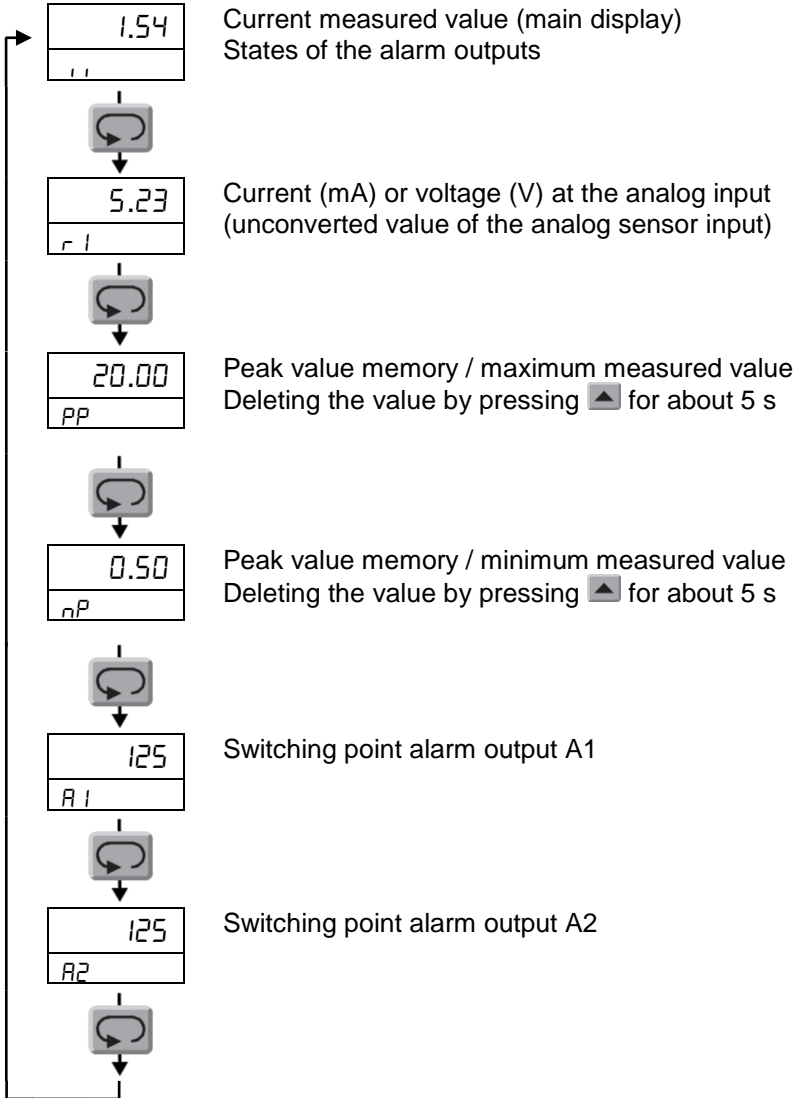 1.54
Current measured value (main display)
States of the alarm outputs
5.23
r1
Current (mA) or voltage (V) at the analog input
(unconverted value of the analog sensor input)
20.00
PP
Peak value memory / maximum measured value
Deleting the value by pressing for about 5 s
0.50
nP
Peak value memory / minimum measured value
Deleting the value by pressing for about 5 s
125
A1
Switching point alarm output A1
125
A2
Switching point alarm output A2